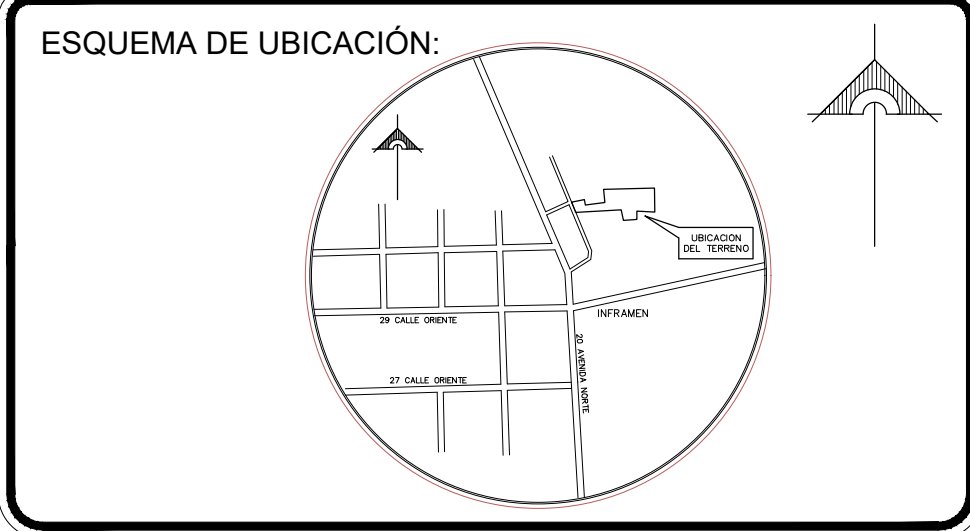 ESQUEMA DE UBICACIÓN:
UBICACION
DEL TERRENO
INFRAMEN
29 CALLE ORIENTE
20 AVENIDA NORTE
27 CALLE ORIENTE